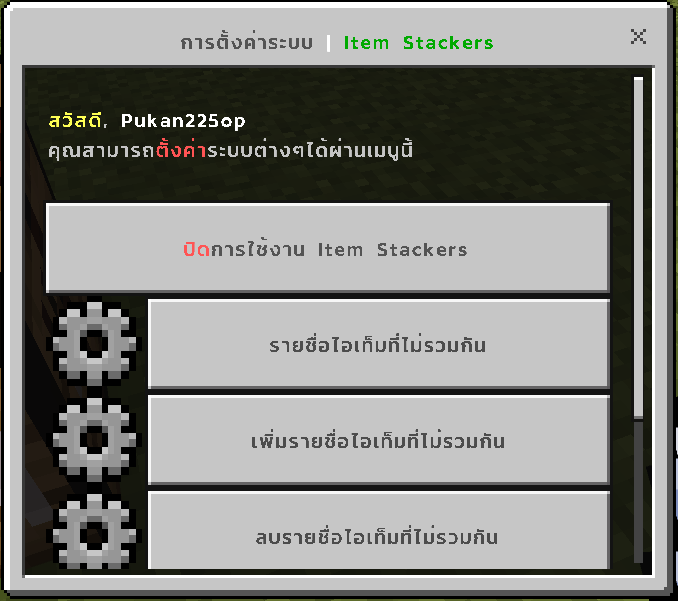 การตั้งค่าระบบ | Item Stackers
สวัสดี, Pukan225op
คุณสามารถตั้งค่าระบบต่างๆได้ผ่านเมนูนี้
ปิดการใช้งาน Item Stackers
รายชื่อไอเท็มที่ไม่รวมกัน
เพิ่มรายชื่อไอเท็มที่ไม่รวมกัน
ลบรายชื่อไอเท็มที่ไม่รวมกัน